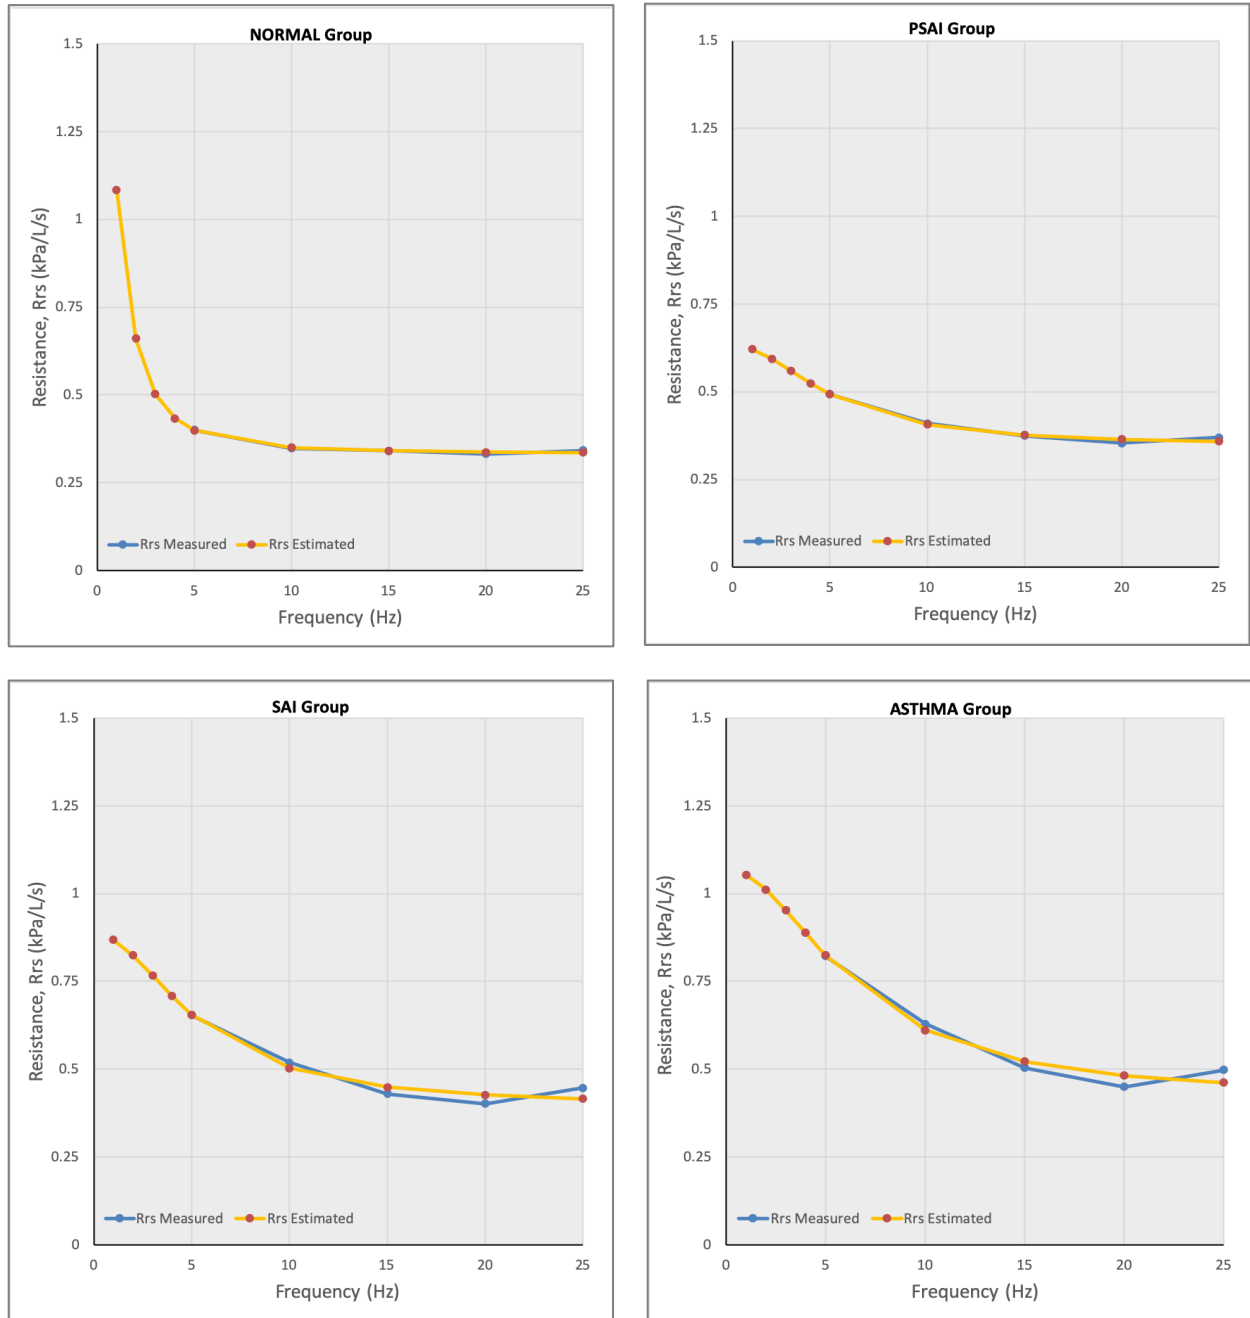 NORMAL Group
1.5
1.25
1
0.75
0.5
0.25
0
Resistance, Rrs (kPa/L/s)
Rrs Measured Rrs Estimated
0 5 10 15 20 25
Frequency (Hz)
PSAI Group
1.5
1.25
1
0.75
0.5
0.25
0
Resistance, Rrs (kPa/L/s)
Rrs Measured Rrs Estimated
0 5 10 15 20 25
Frequency (Hz)
SAI Group
1.5
1.25
1
0.75
0.5
0.25
0
Resistance, Rrs (kPa/L/s)
Rrs Measured Rrs Estimated
0 5 10 15 20 25
Frequency (Hz)
ASTHMA Group
1.5
1.25
1
0.75
0.5
0.25
0
Resistance, Rrs (kPa/L/s)
Rrs Measured Rrs Estimated
0 5 10 15 20 25
Frequency (Hz)